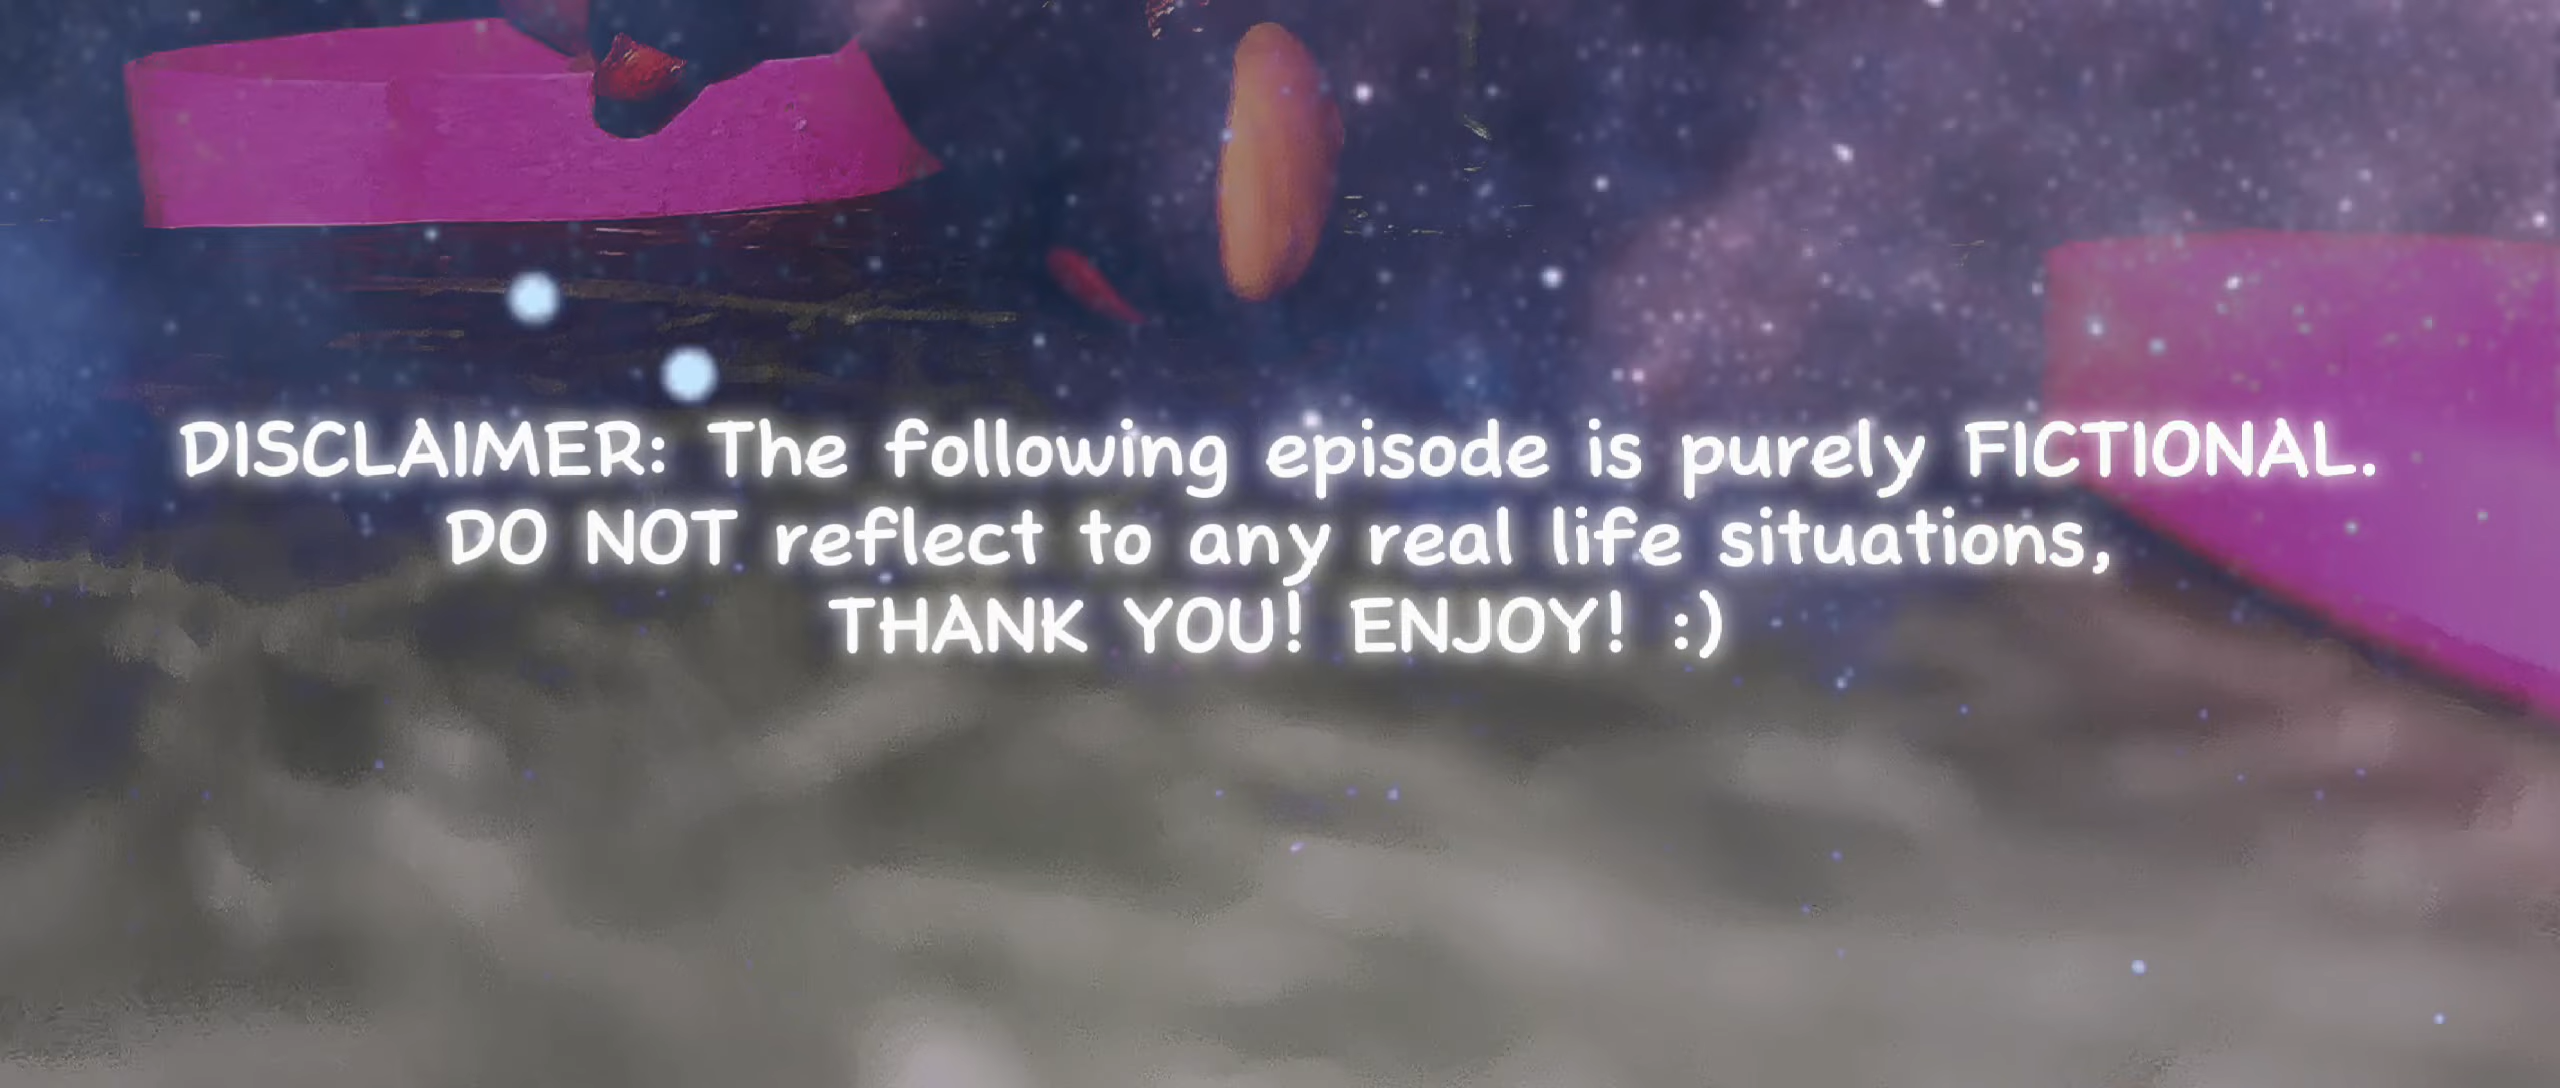 DISCLAIMER: The following episode is purely FICTIONAL.
DO NOT reflect to any real life situations,
THANK YOU! ENJOY! :)